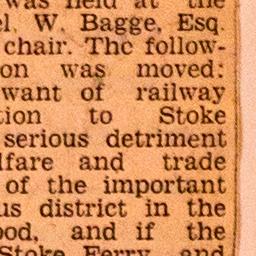 was held at the
el. W. Bagge, Esq.
chair. The follow-
on was moved:
want of railway
tion to Stoke
serious detriment
lfare and trade
of the important
us district in the
ood, and if the
Stoke Ferry, and